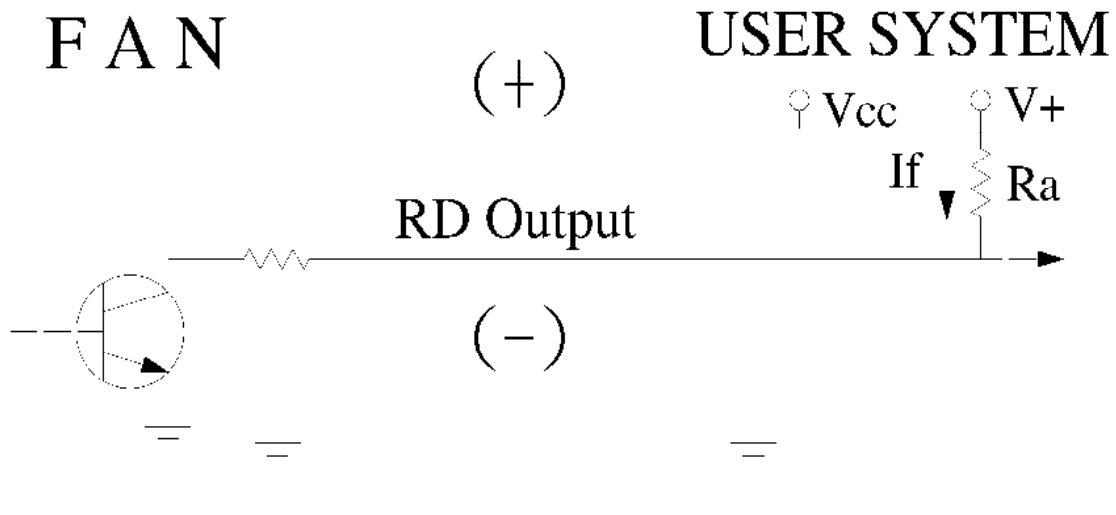 F A N
USER SYSTEM
(+)
Vcc
V+
If
Ra
RD Output
(-)